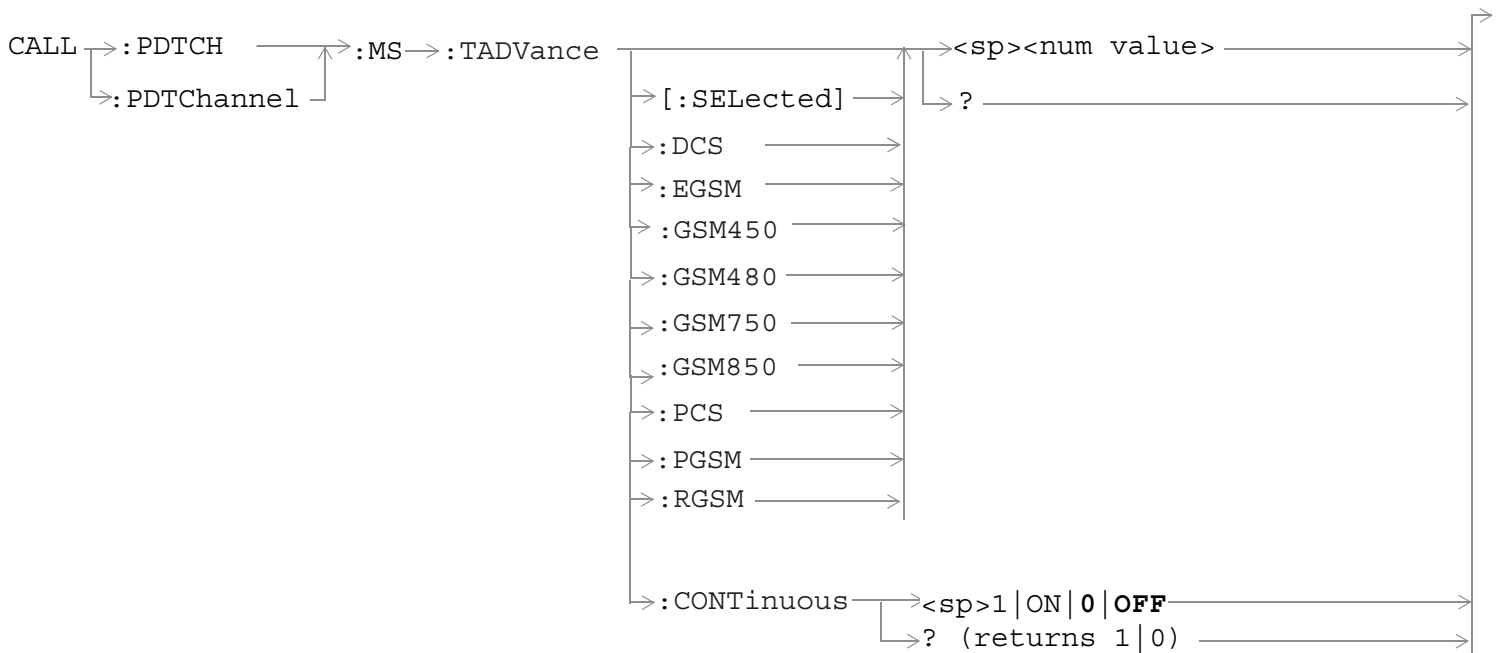 CALL :PDTCH :MS :TADVance <sp><num value>
:PDTChannel [:SELected] ?
:DCS
:EGSM
:GSM450
:GSM480
:GSM750
:GSM850
:PCS
:PGSM
:RGSM
:CONTinuous <sp>1|ON|0|OFF
? (returns 1|0)